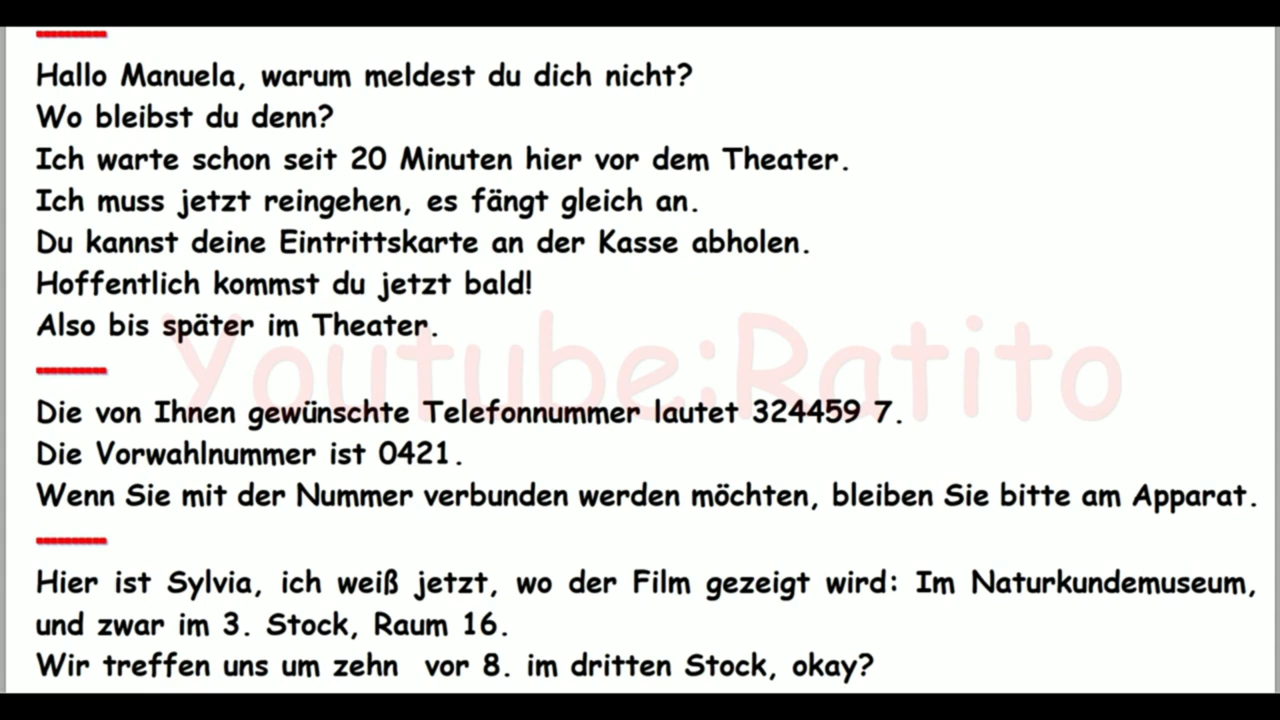 Hallo Manuela, warum meldest du dich nicht?
Wo bleibst du denn?
Ich warte schon seit 20 Minuten hier vor dem Theater.
Ich muss jetzt reingehen, es fängt gleich an.
Du kannst deine Eintrittskarte an der Kasse abholen.
Hoffentlich kommst du jetzt bald!
Also bis später im Theater.
Youtube:Ratito
Die von Ihnen gewünschte Telefonnummer lautet 324459 7.
Die Vorwahlnummer ist 0421.
Wenn Sie mit der Nummer verbunden werden möchten, bleiben Sie bitte am Apparat.
Hier ist Sylvia, ich weiß jetzt, wo der Film gezeigt wird: Im Naturkundemuseum,
und zwar im 3. Stock, Raum 16.
Wir treffen uns um zehn  vor 8. im dritten Stock, okay?